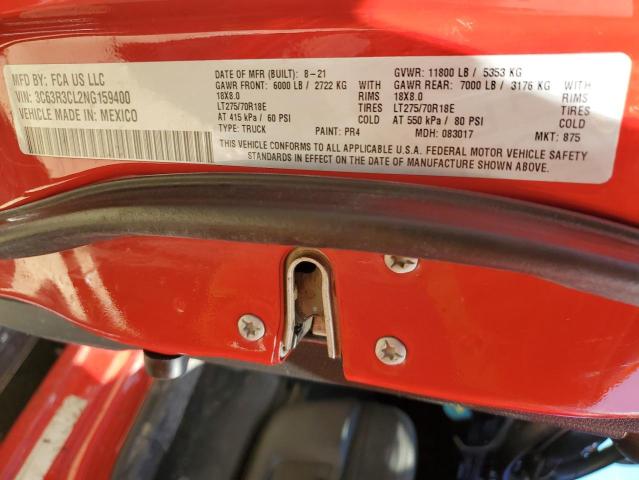 MFD BY: FCA US LLC
VIN: 3C63R3CL2NG159400
VEHICLE MADE IN: MEXICO
DATE OF MFR (BUILT): 8-21 GVWR: 11800 LB / 5353 KG
GAWR FRONT: 6000 LB / 2722 KG WITH GAWR REAR: 7000 LB / 3176 KG WITH
18X8.0 RIMS 18X8.0 RIMS
LT275/70R18E TIRES LT275/70R18E TIRES
AT 415 kPa / 60 PSI COLD AT 550 kPa / 80 PSI COLD
TYPE: TRUCK PAINT: PR4 MDH: 083017 MKT: 875
THIS VEHICLE CONFORMS TO ALL APPLICABLE U.S.A. FEDERAL MOTOR VEHICLE SAFETY
STANDARDS IN EFFECT ON THE DATE OF MANUFACTURE SHOWN ABOVE.